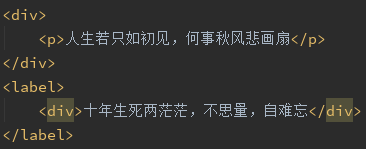 <div>
<p>人生若只如初见，何事秋风悲画扇</p>
</div>
<label>
<div>十年生死两茫茫，不思量，自难忘</div>
</label>